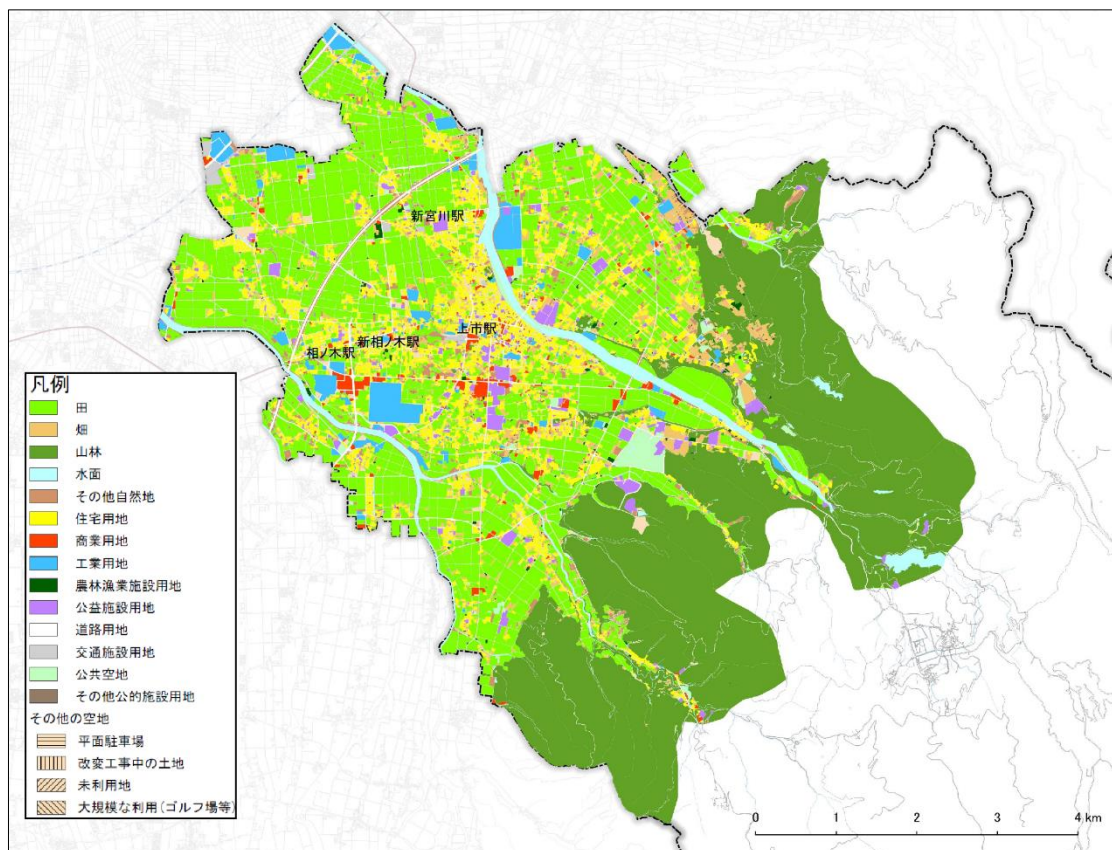 新宮川駅
上市駅
新相ノ木駅
相ノ木駅
凡例
田
畑
山林
水面
その他自然地
住宅用地
商業用地
工業用地
農林漁業施設用地
公益施設用地
道路用地
交通施設用地
公共空地
その他公的施設用地
その他の空地
平面駐車場
改変工事中の土地
未利用地
大規模な利用(ゴルフ場等)
0 1 2 3 4 km